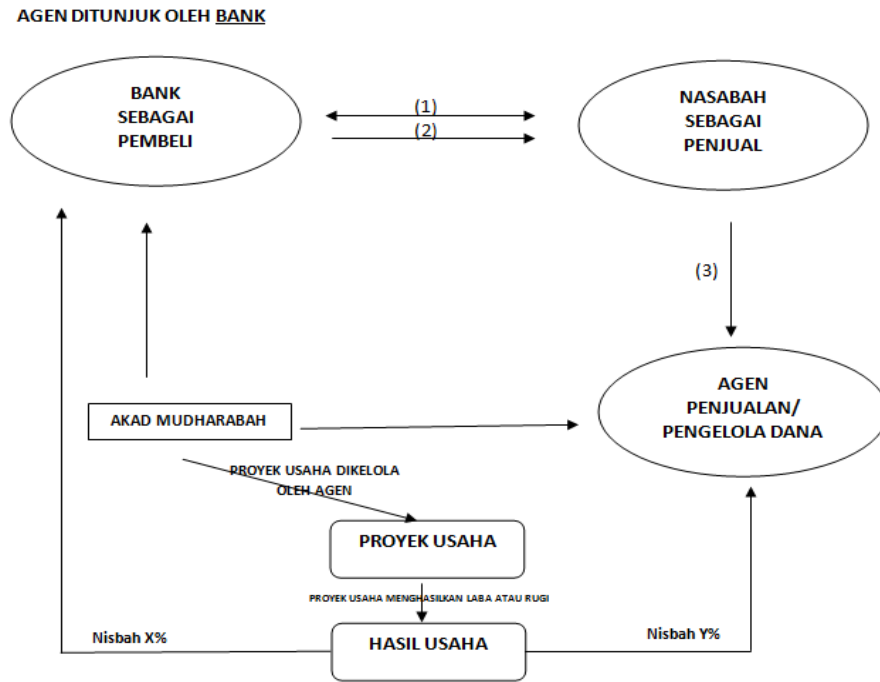 AGEN DITUNJUK OLEH BANK
BANK
SEBAGAI
PEMBELI
(1)
(2)
NASABAH
SEBAGAI
PENJUAL
(3)
AGEN
PENJUALAN/
PENGELOLA DANA
AKAD MUDHARABAH
PROYEK USAHA DIKELOLA
OLEH AGEN
PROYEK USAHA
PROYEK USAHA MENGHASILKAN LABA ATAU RUGI
Nisbah X%
HASIL USAHA
Nisbah Y%